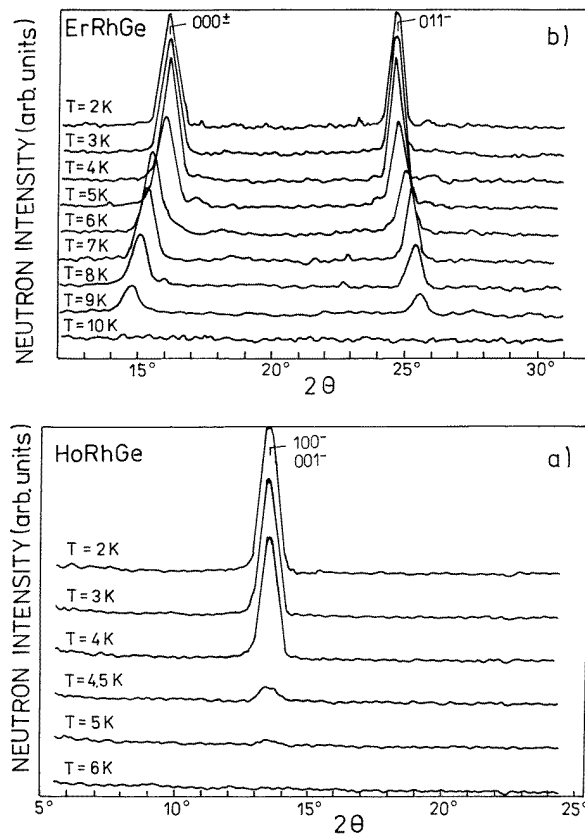 ErRhGe
000±
011⁻
b)
NEUTRON INTENSITY (arb. units)
T=2K
T=3K
T=4K
T=5K
T=6K
T=7K
T=8K
T=9K
T=10K
15° 20° 25° 30°
2θ
HoRhGe
100⁻
001⁻
a)
NEUTRON INTENSITY (arb. units)
T=2K
T=3K
T=4K
T=4.5K
T=5K
T=6K
5° 10° 15° 20° 25°
2θ